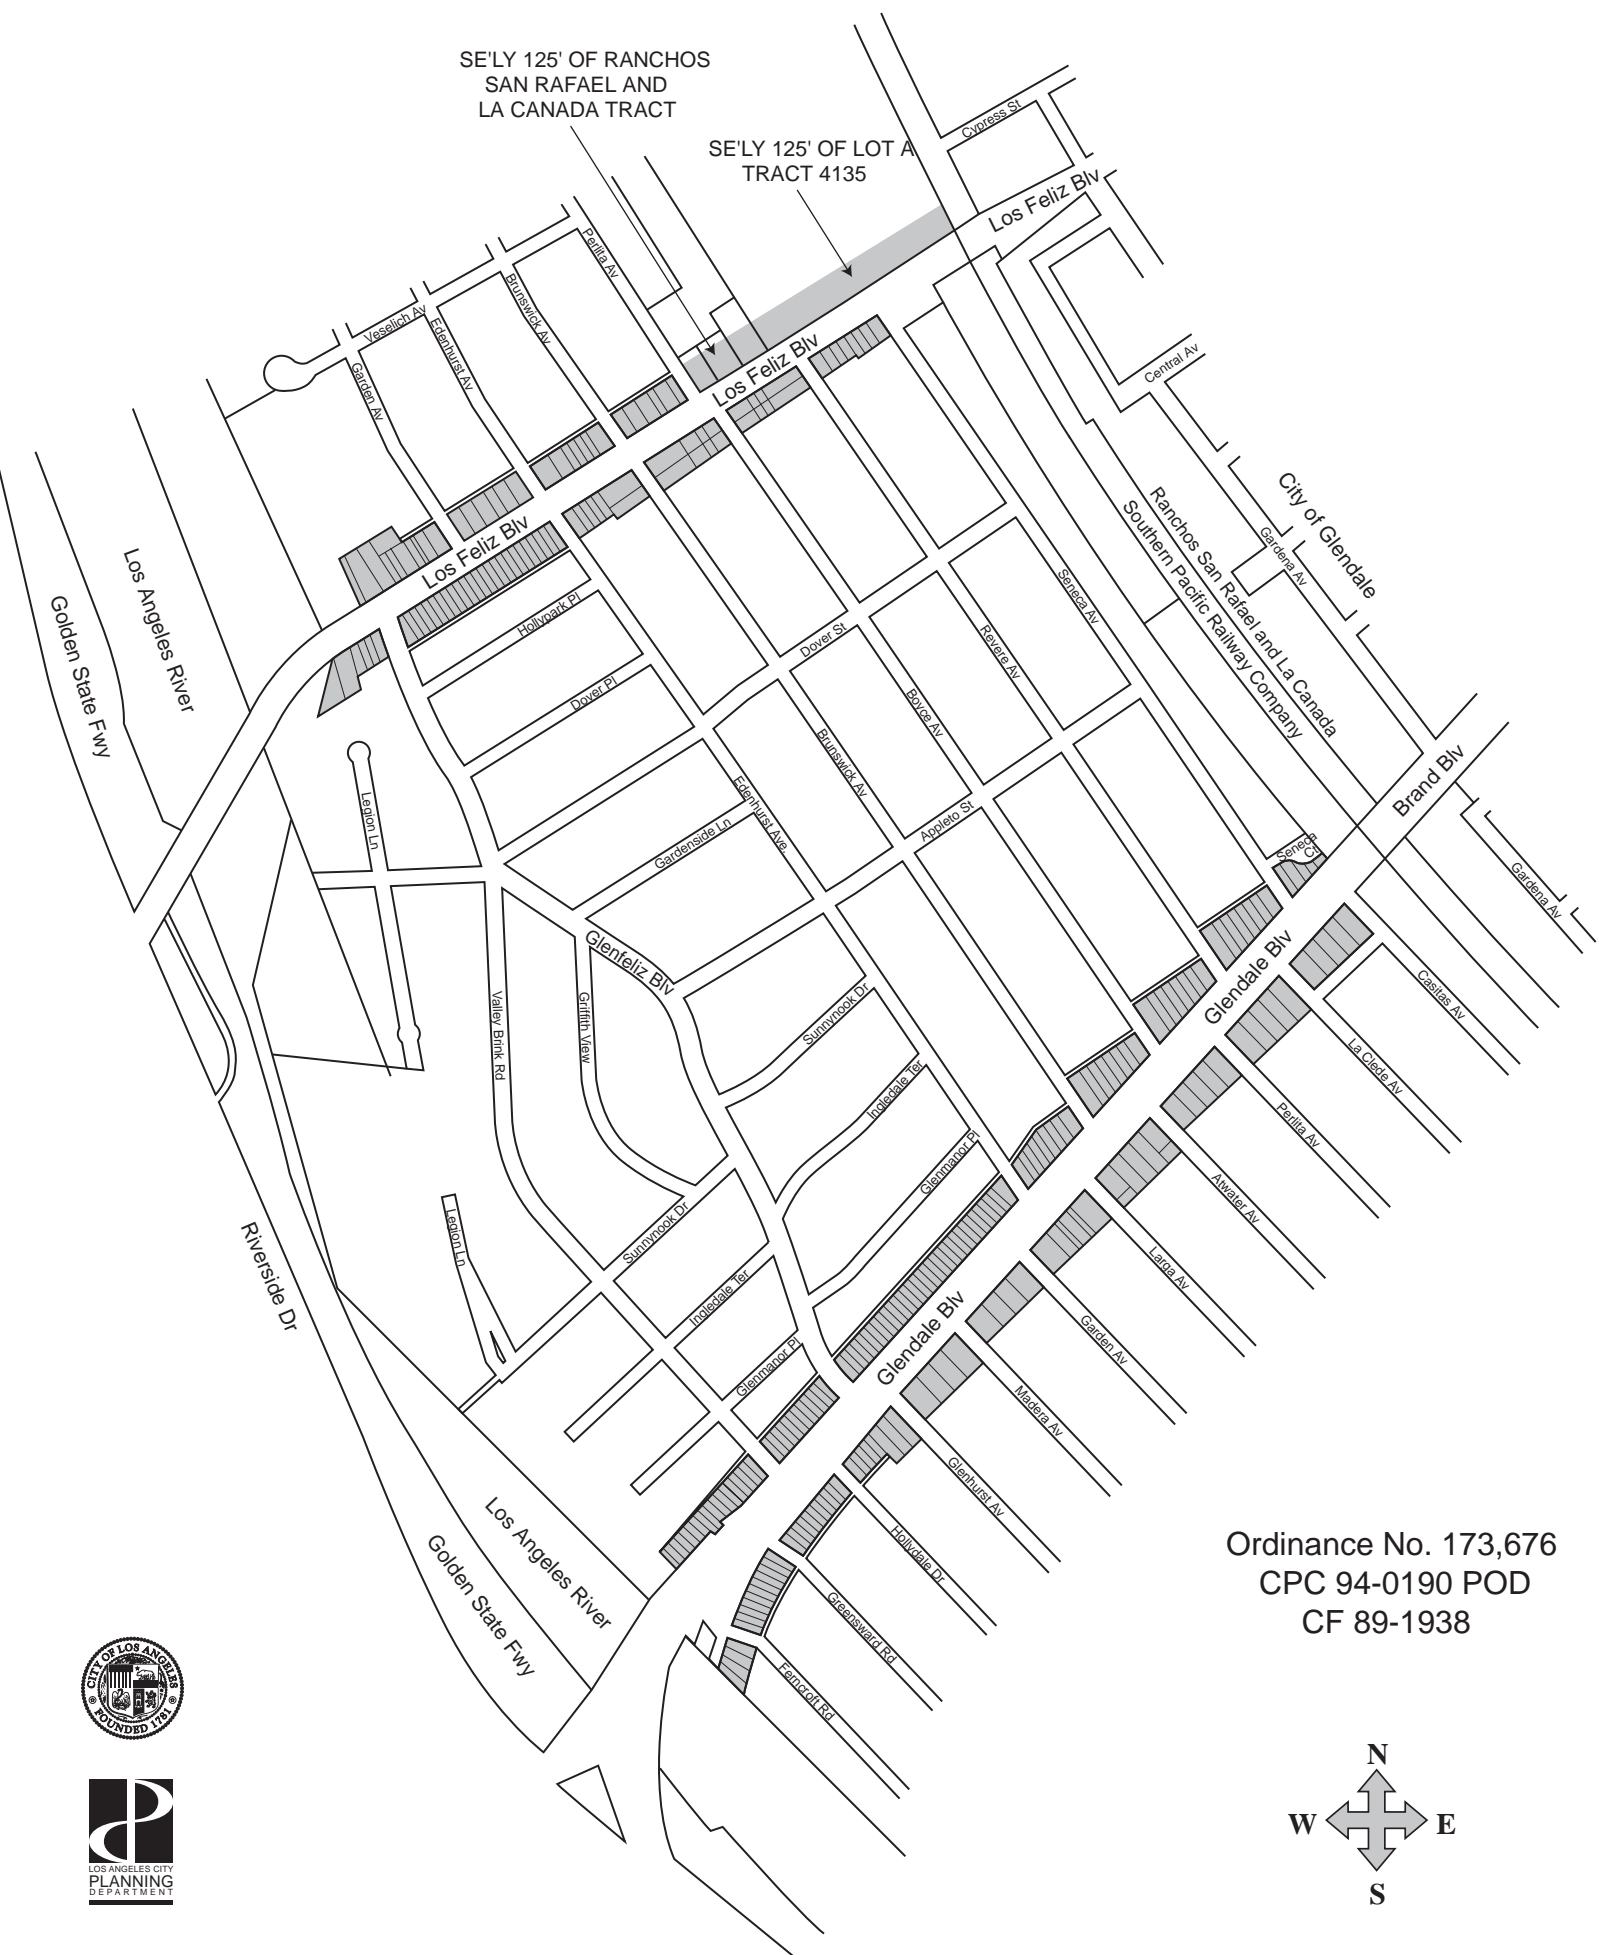 SE'LY 125' OF RANCHOS
SAN RAFAEL AND
LA CANADA TRACT
SE'LY 125' OF LOT A
TRACT 4135
Cypress St
Los Feliz Blv
Perlita Av
Brunswick Av
Veselich Av
Edenhurst Av
Garden Av
Los Feliz Blv
Central Av
City of Glendale
Ranchos San Rafael and La Canada
Southern Pacific Railway Company
Gardena Av
Los Feliz Blv
Los Angeles River
Golden State Fwy
Hollypark Pl
Dover Pl
Dover St
Seneca Av
Revere Av
Boyce Av
Brunswick Av
Edenhurst Ave
Legion Ln
Gardenside Ln
Appleto St
Brand Blv
Seneca
Ct
Gardena Av
Glenfeliz Blv
Valley Brink Rd
Griffith View
Sunnynook Dr
Glendale Blv
Casitas Av
La Clede Av
Ingledale Ter
Perlita Av
Glenmanor Pl
Atwater Av
Legion Ln
Sunnynook Dr
Riverside Dr
Larga Av
Ingledale Ter
Glendale Blv
Garden Av
Glenmanor Pl
Madera Av
Glenhurst Av
Los Angeles River
Golden State Fwy
Hollydale Dr
Greensward Rd
Ferncroft Rd
Ordinance No. 173,676
CPC 94-0190 POD
CF 89-1938
CITY OF LOS ANGELES
FOUNDED 1781
LOS ANGELES CITY
PLANNING
DEPARTMENT
N
W
E
S